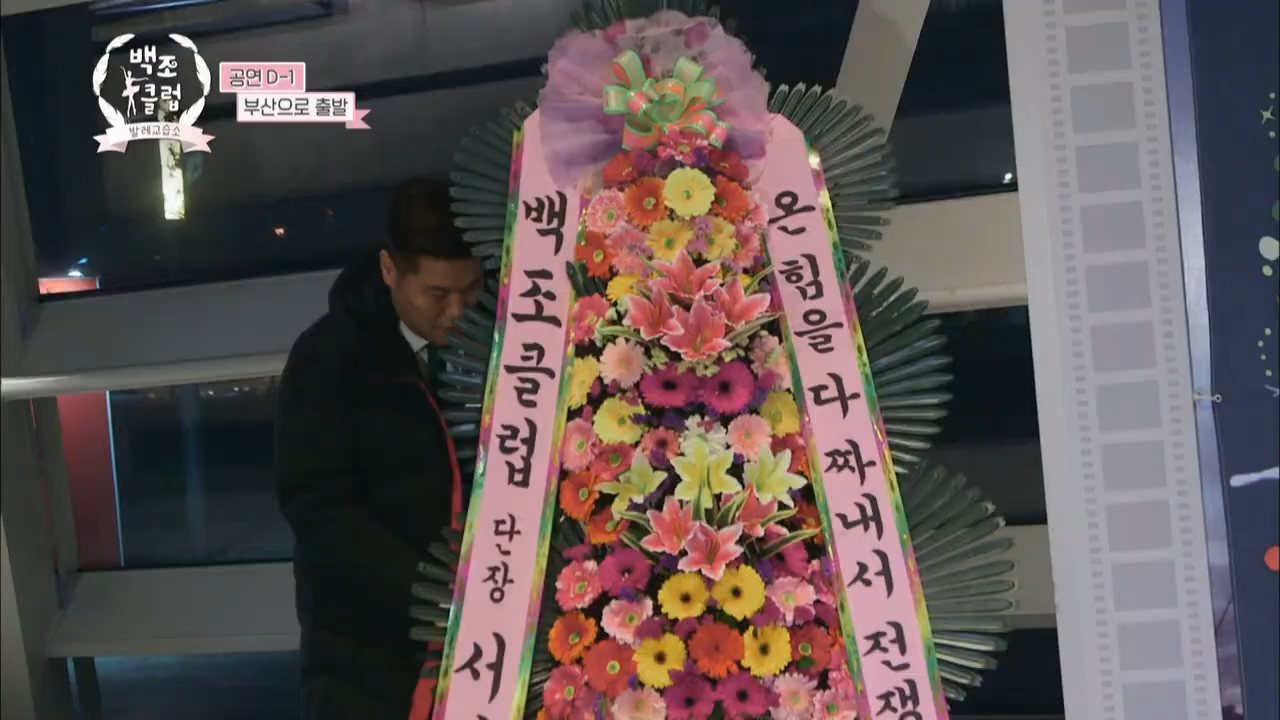 백조
클럽
발레교습소
공연 D-1
부산으로 출발
백조클럽 단장 서
온 힘을 다 짜내서 전쟁